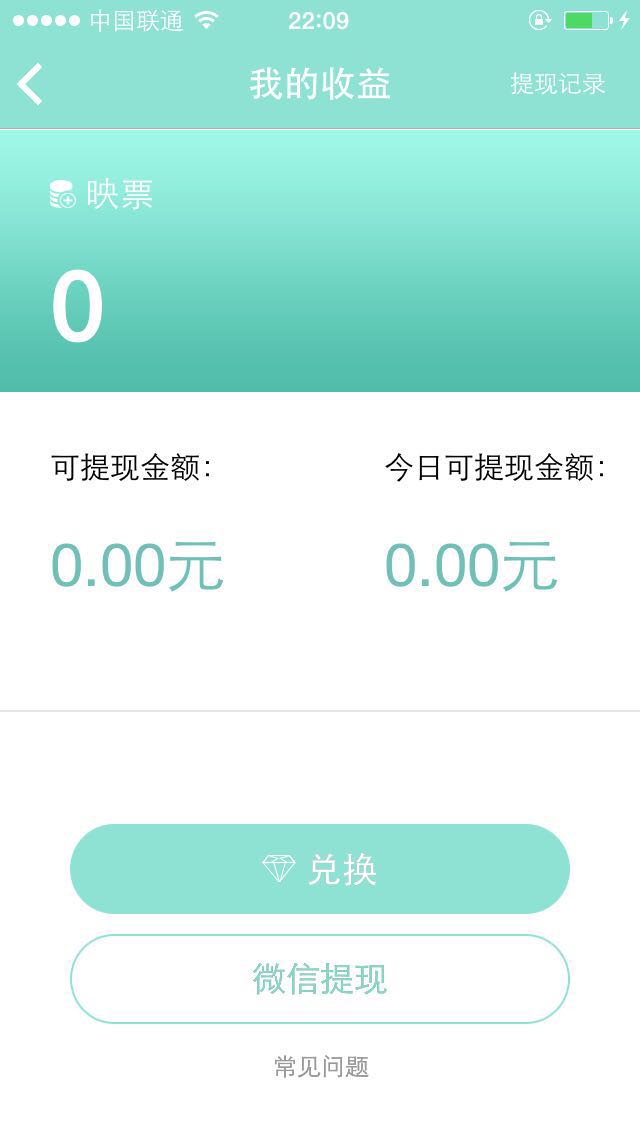 中国联通 22:09
我的收益 提现记录
映票
0
可提现金额： 今日可提现金额：
0.00元 0.00元
兑换
微信提现
常见问题